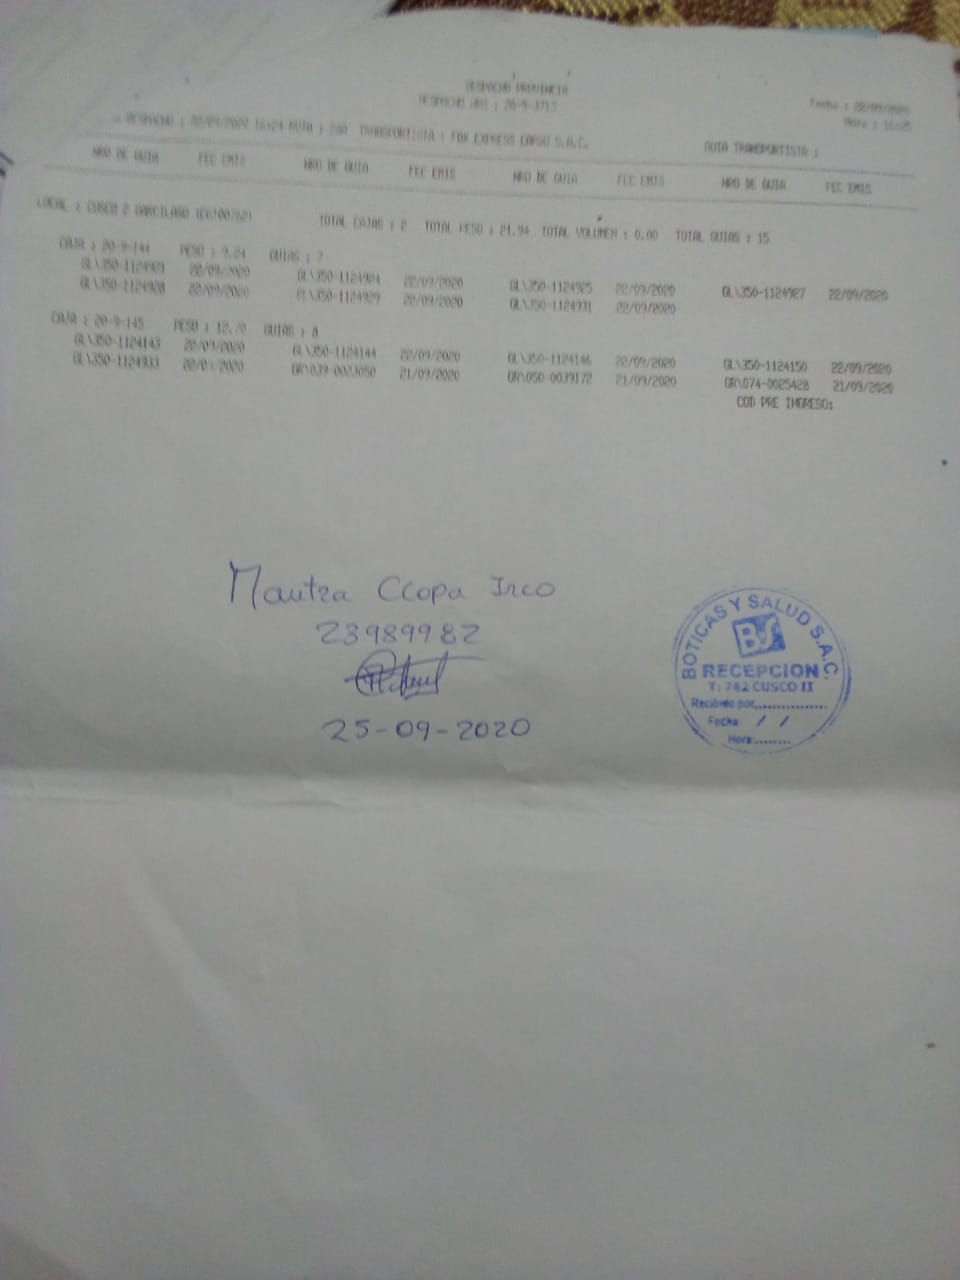 DESPACHO PROVINCIA
DESPACHO NRO : 20-9-3713
Fecha : 22/09/2020
Hora : 16:25
DESPACHO : 22/09/2020 16:24 RUTA : 200 TRANSPORTISTA : FOX EXPRESS CARGO S.A.C. GUIA TRANSPORTISTA :
NRO DE GUIA FEC EMIS NRO DE GUIA FEC EMIS NRO DE GUIA FEC EMIS NRO DE GUIA FEC EMIS
LOCAL : CUSCO 2 GARCILASO TOTAL CAJAS : 2 TOTAL PESO : 21.94 TOTAL VOLUMEN : 0.00 TOTAL GUIAS : 15
CAJA : 20-9-144 PESO : 9.24 GUIAS : 7
GL\350-1124921 22/09/2020 GL\350-1124924 22/09/2020 GL\350-1124925 22/09/2020 GL\350-1124927 22/09/2020
GL\350-1124928 22/09/2020 GL\350-1124929 22/09/2020 GL\350-1124931 22/09/2020
CAJA : 20-9-145 PESO : 12.70 GUIAS : 8
GL\350-1124143 22/09/2020 GL\350-1124144 22/09/2020 GL\350-1124146 22/09/2020 GL\350-1124150 22/09/2020
GL\350-1124933 22/09/2020 GR\039-0023050 21/09/2020 GR\050-0039172 21/09/2020 GR\074-0025428 21/09/2020
COD PRE INGRESO:
Maritza Ccopa Inco
23989982
25-09-2020
BOTICAS Y SALUD S.A.C.
BS
RECEPCION
T: 782 CUSCO II
Recibido por................
Fecha / /
Hora.........